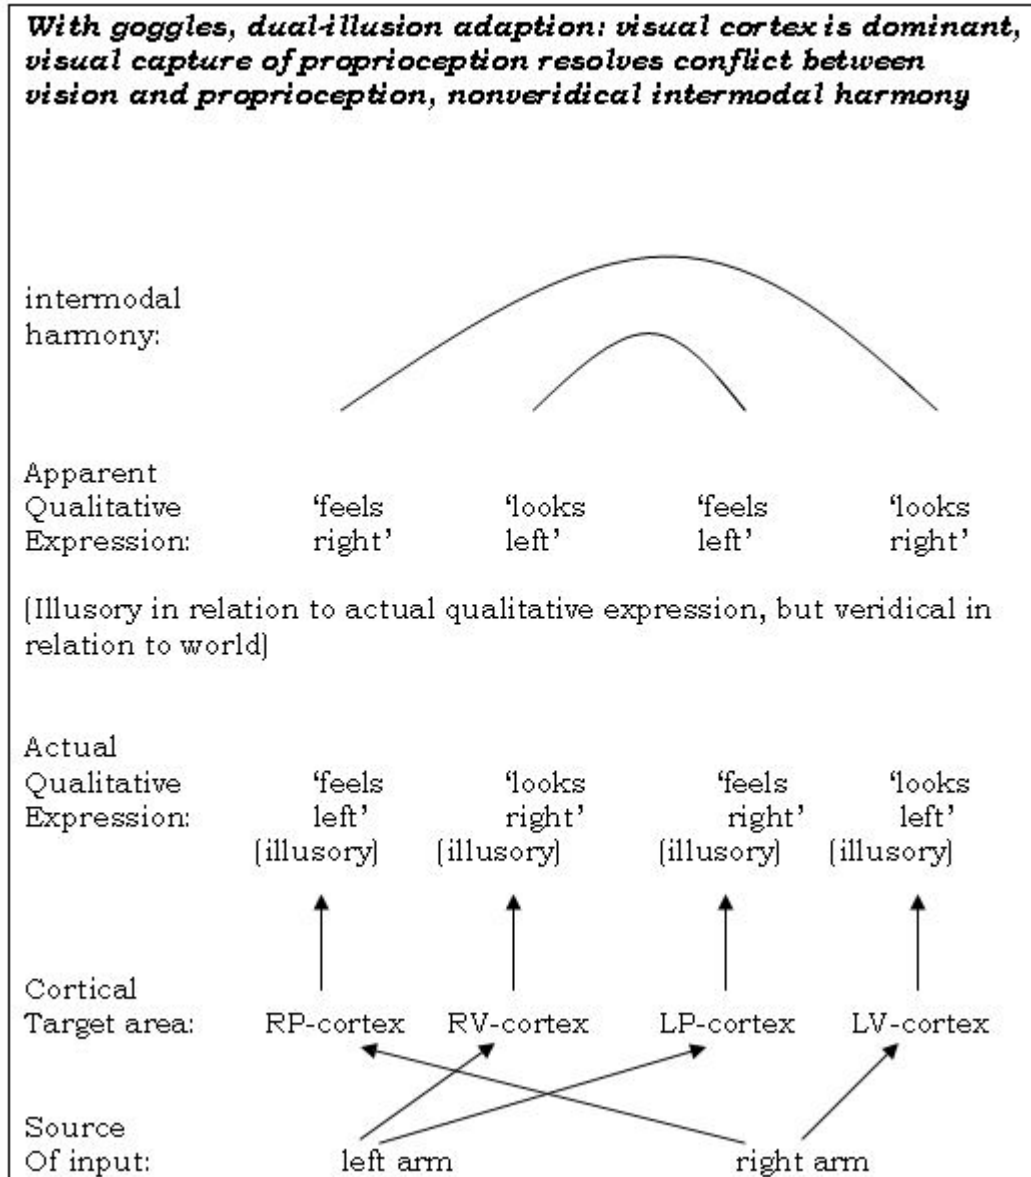 With goggles, dual-illusion adaption: visual cortex is dominant,
visual capture of proprioception resolves conflict between
vision and proprioception, nonveridical intermodal harmony
intermodal
harmony:
Apparent
Qualitative 'feels 'looks 'feels 'looks
Expression: right' left' left' right'
(Illusory in relation to actual qualitative expression, but veridical in
relation to world)
Actual
Qualitative 'feels 'looks 'feels 'looks
Expression: left' right' right' left'
(illusory) (illusory) (illusory) (illusory)
Cortical
Target area: RP-cortex RV-cortex LP-cortex LV-cortex
Source
Of input: left arm right arm